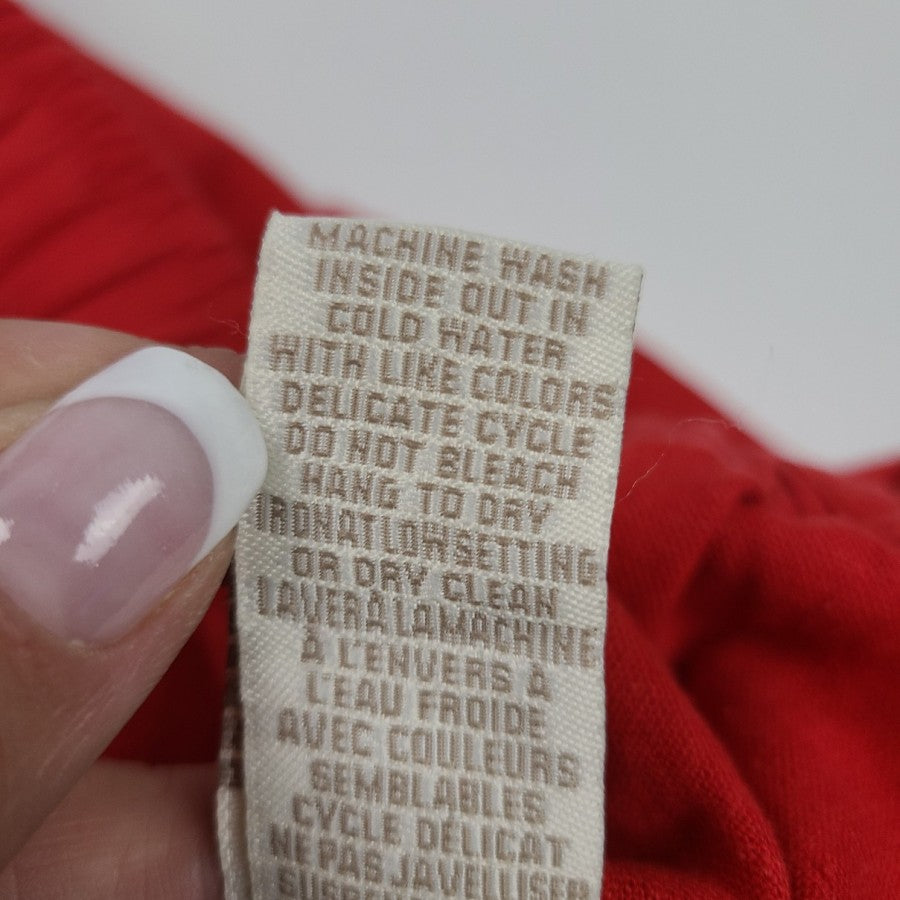 MACHINE WASH
INSIDE OUT IN
COLD WATER
WITH LIKE COLORS
DELICATE CYCLE
DO NOT BLEACH
HANG TO DRY
IRON AT LOW SETTING
OR DRY CLEAN
LAVER À LA MACHINE
À L'ENVERS À
L'EAU FROIDE
AVEC COULEURS
SEMBLABLES
CYCLE DÉLICAT
NE PAS JAVELLISER